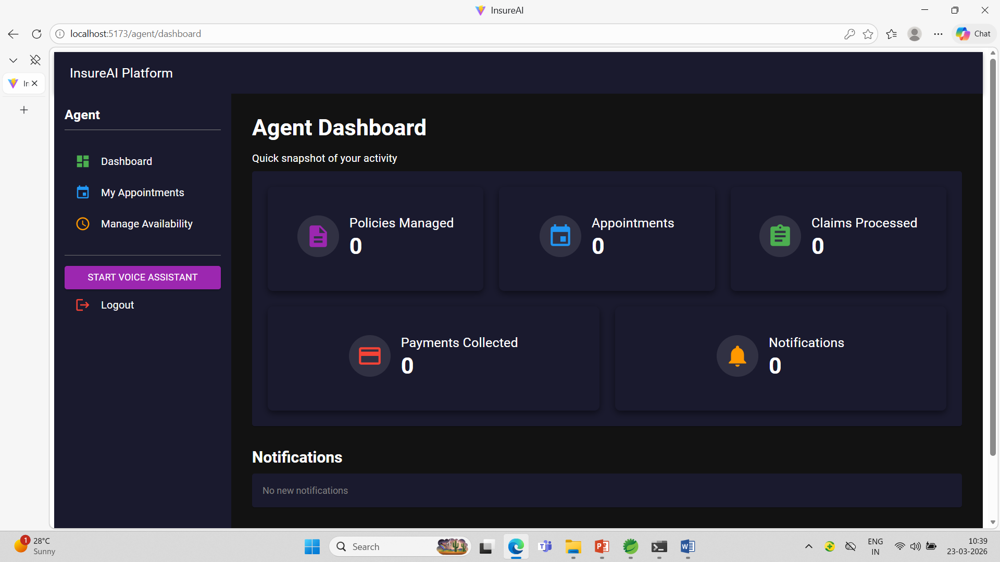 InsureAI
localhost:5173/agent/dashboard
Chat
In
InsureAI Platform
Agent
Dashboard
My Appointments
Manage Availability
START VOICE ASSISTANT
Logout
Agent Dashboard
Quick snapshot of your activity
Policies Managed
0
Appointments
0
Claims Processed
0
Payments Collected
0
Notifications
0
Notifications
No new notifications
1
28°C
Sunny
Search
ENG
IN
10:39
23-03-2026